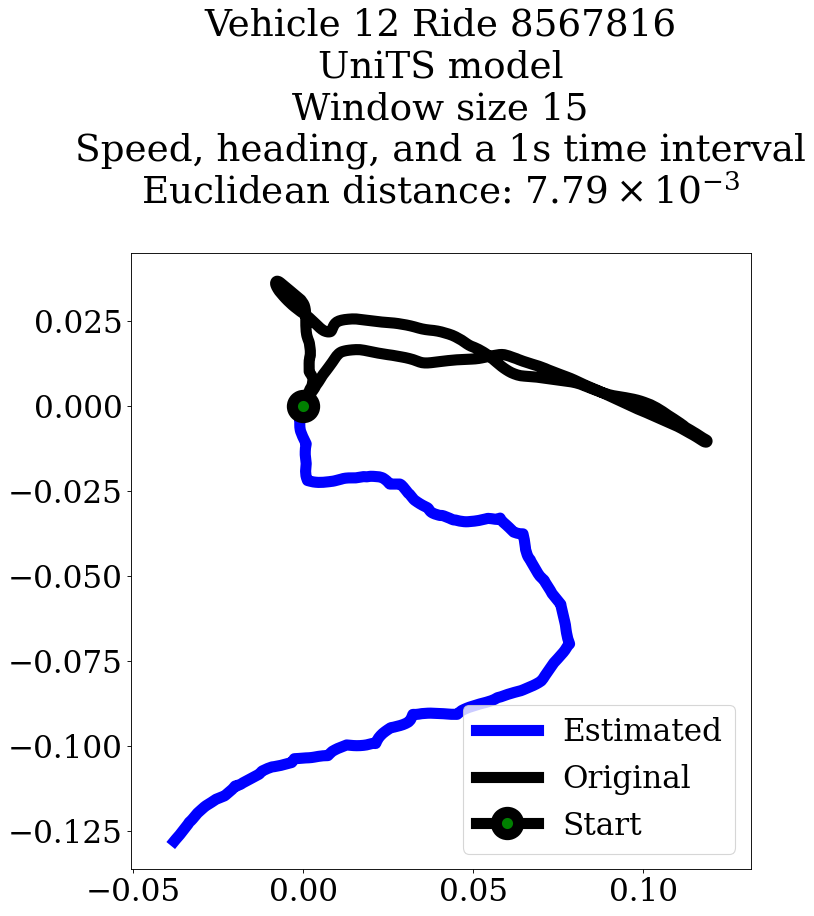 Vehicle 12 Ride 8567816
UniTS model
Window size 15
Speed, heading, and a 1s time interval
Euclidean distance: 7.79 × 10⁻³
0.025
0.000
−0.025
−0.050
−0.075
−0.100
−0.125
Estimated
Original
Start
−0.05
0.00
0.05
0.10